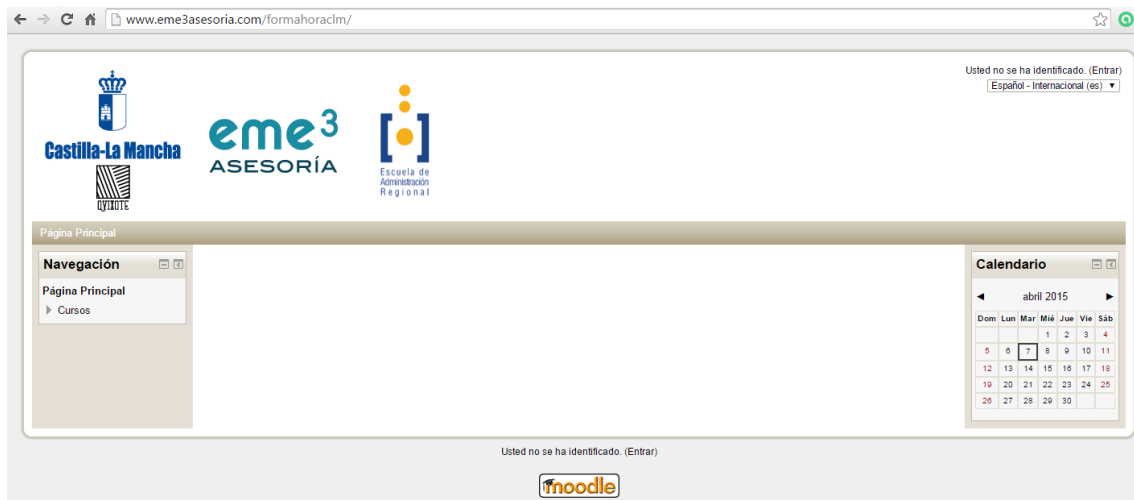 www.eme3asesoria.com/formahoraclm/
Usted no se ha identificado. (Entrar)
Español - Internacional (es)
Castilla-La Mancha
QVIXOTE
eme3
ASESORÍA
Escuela de
Administración
Regional
Página Principal
Navegación
Página Principal
Cursos
Calendario
abril 2015
Dom Lun Mar Mié Jue Vie Sáb
1 2 3 4
5 6 7 8 9 10 11
12 13 14 15 16 17 18
19 20 21 22 23 24 25
26 27 28 29 30
Usted no se ha identificado. (Entrar)
moodle